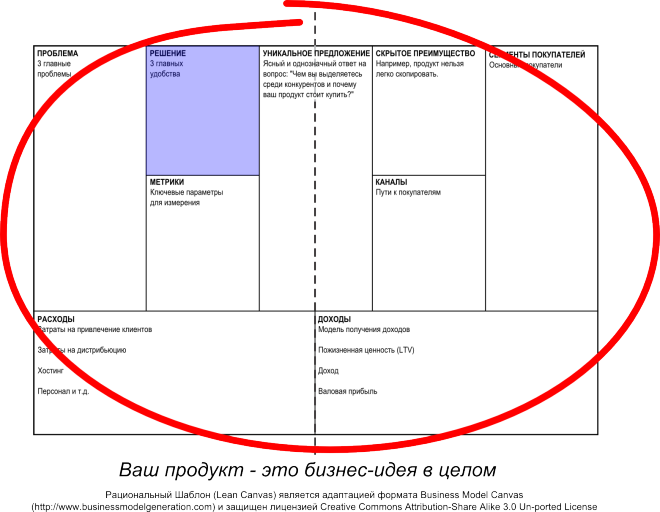 ПРОБЛЕМА
3 главные
проблемы
РЕШЕНИЕ
3 главных
удобства
УНИКАЛЬНОЕ ПРЕДЛОЖЕНИЕ
Ясный и однозначный ответ на
вопрос: "Чем вы выделяетесь
среди конкурентов и почему
ваш продукт стоит купить?"
СКРЫТОЕ ПРЕИМУЩЕСТВО
Например, продукт нельзя
легко скопировать.
СЕГМЕНТЫ ПОКУПАТЕЛЕЙ
Основные покупатели
МЕТРИКИ
Ключевые параметры
для измерения
КАНАЛЫ
Пути к покупателям
РАСХОДЫ
Затраты на привлечение клиентов
Затраты на дистрибьюцию
Хостинг
Персонал и т.д.
ДОХОДЫ
Модель получения доходов
Пожизненная ценность (LTV)
Доход
Валовая прибыль
Ваш продукт - это бизнес-идея в целом
Рациональный Шаблон (Lean Canvas) является адаптацией формата Business Model Canvas
(http://www.businessmodelgeneration.com) и защищен лицензией Creative Commons Attribution-Share Alike 3.0 Un-ported License